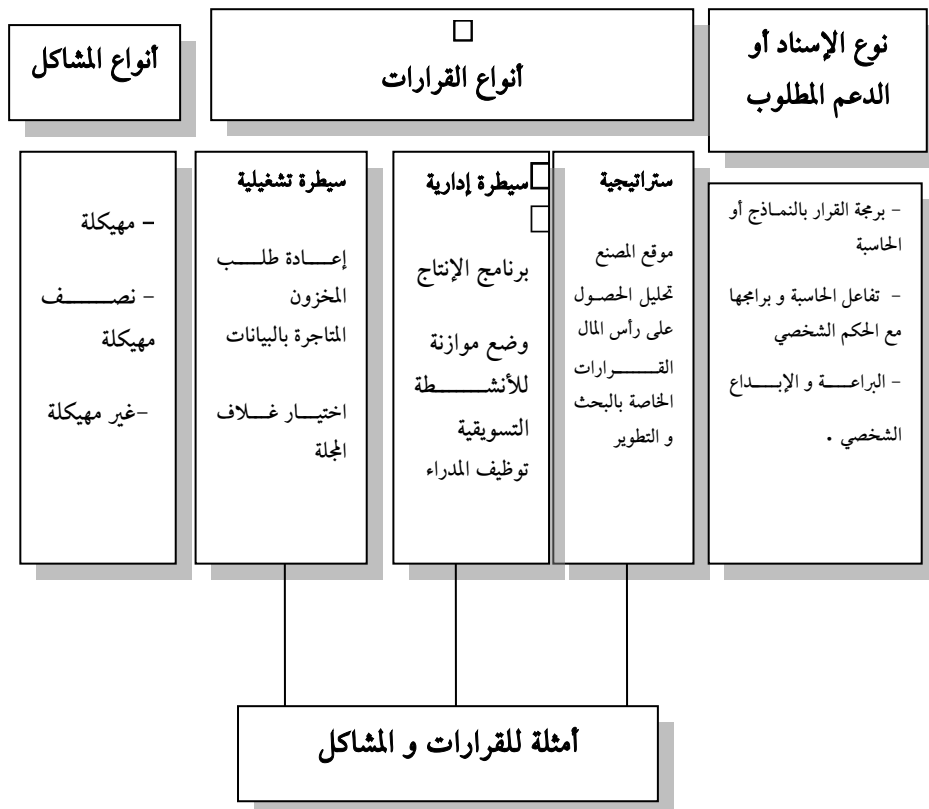 نوع الإسناد أو
الدعم المطلوب
أنواع القرارات
أنواع المشاكل
– برمجة القرار بالنماذج أو
الحاسبة
– تفاعل الحاسبة و برامجها
مع الحكم الشخصي
– البراعة و الإبداع
الشخصي .
ستراتيجية
موقع المصنع
تحليل الحصول
على رأس المال
القرارات
الخاصة بالبحث
و التطوير
سيطرة إدارية
برنامج الإنتاج
وضع موازنة
للأنشطة
التسويقية
توظيف المدراء
سيطرة تشغيلية
إعادة طلب
المخزون
المتاجرة بالبيانات
اختيار غلاف
المجلة
– مهيكلة
– نصف
مهيكلة
–غير مهيكلة
أمثلة للقرارات و المشاكل